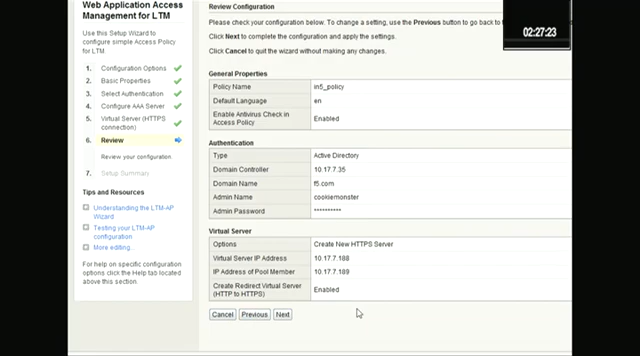 Web Application Access
Management for LTM
Use this Setup Wizard to
configure simple Access Policy
for LTM.
1. Configuration Options
2. Basic Properties
3. Select Authentication
4. Configure AAA Server
5. Virtual Server (HTTPS
connection)
6. Review
Review your configuration.
7. Setup Summary
Tips and Resources
Understanding the LTM-AP
Wizard
Testing your LTM-AP
configuration
More editing...
For help on specific configuration
options click the Help tab located
above this section.
Review Configuration
Please check your configuration below. To change a setting, use the Previous button to go back to
Click Next to complete the configuration and apply the settings.
Click Cancel to quit the wizard without making any changes.
General Properties
Policy Name in5_policy
Default Language en
Enable Antivirus Check in
Access Policy Enabled
Authentication
Type Active Directory
Domain Controller 10.17.7.35
Domain Name f5.com
Admin Name cookiemonster
Admin Password **********
Virtual Server
Options Create New HTTPS Server
Virtual Server IP Address 10.17.7.188
IP Address of Pool Member 10.17.7.189
Create Redirect Virtual Server
(HTTP to HTTPS) Enabled
Cancel Previous Next
02:27:23